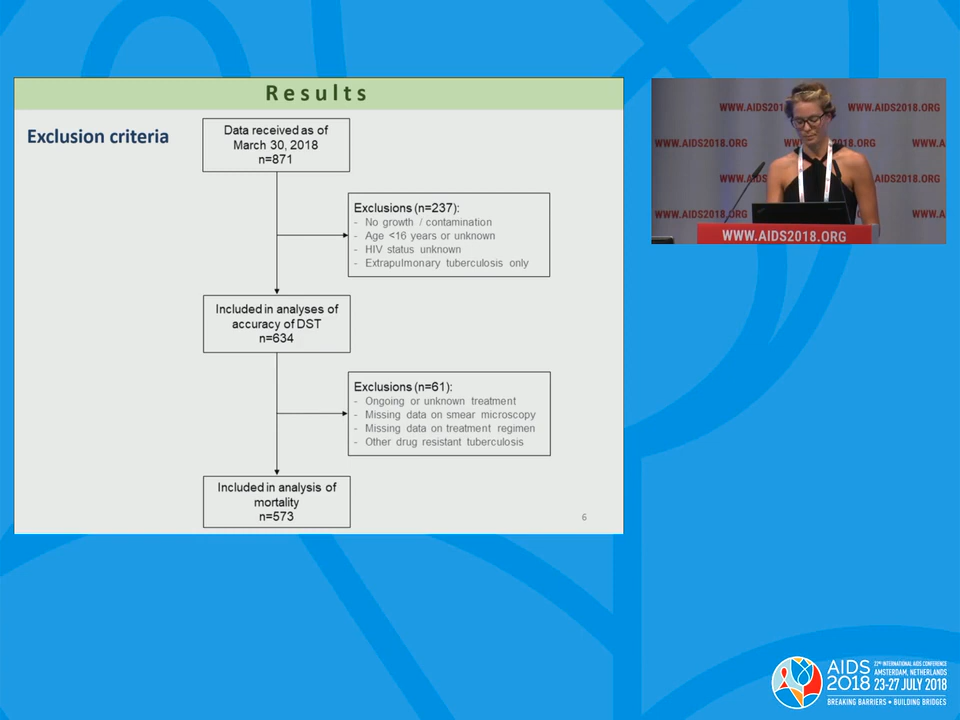 Results
Exclusion criteria
Data received as of
March 30, 2018
n=871
Exclusions (n=237):
- No growth / contamination
- Age <16 years or unknown
- HIV status unknown
- Extrapulmonary tuberculosis only
Included in analyses of
accuracy of DST
n=634
Exclusions (n=61):
- Ongoing or unknown treatment
- Missing data on smear microscopy
- Missing data on treatment regimen
- Other drug resistant tuberculosis
Included in analysis of
mortality
n=573
6
WWW.AIDS201
WWW.AIDS2018.ORG
WWW.AIDS2018.ORG
WW
018.ORG
WWW.A
WWW.AIDS
AIDS2018.ORG
WWW.AIDS2018.ORG
AIDS2018.ORG
WWW.A
WWW.AIDS2018.ORG
AIDS
2018
22ND INTERNATIONAL AIDS CONFERENCE
AMSTERDAM, NETHERLANDS
23-27 JULY 2018
BREAKING BARRIERS • BUILDING BRIDGES